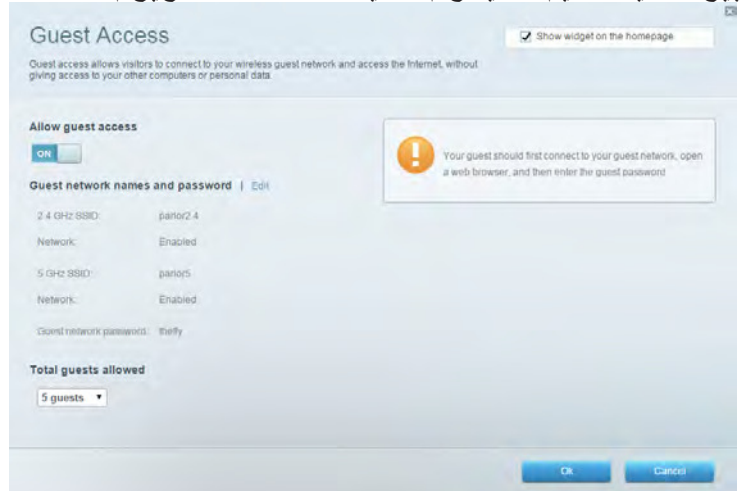 Guest Access
Show widget on the homepage
Guest access allows visitors to connect to your wireless guest network and access the Internet, without
giving access to your other computers or personal data.
Allow guest access
ON
Your guest should first connect to your guest network, open
a web browser, and then enter the guest password
Guest network names and password | Edit
2.4 GHz SSID:
Network: Enabled
5 GHz SSID:
Network: Enabled
Guest network password:
Total guests allowed
5 guests
Ok Cancel